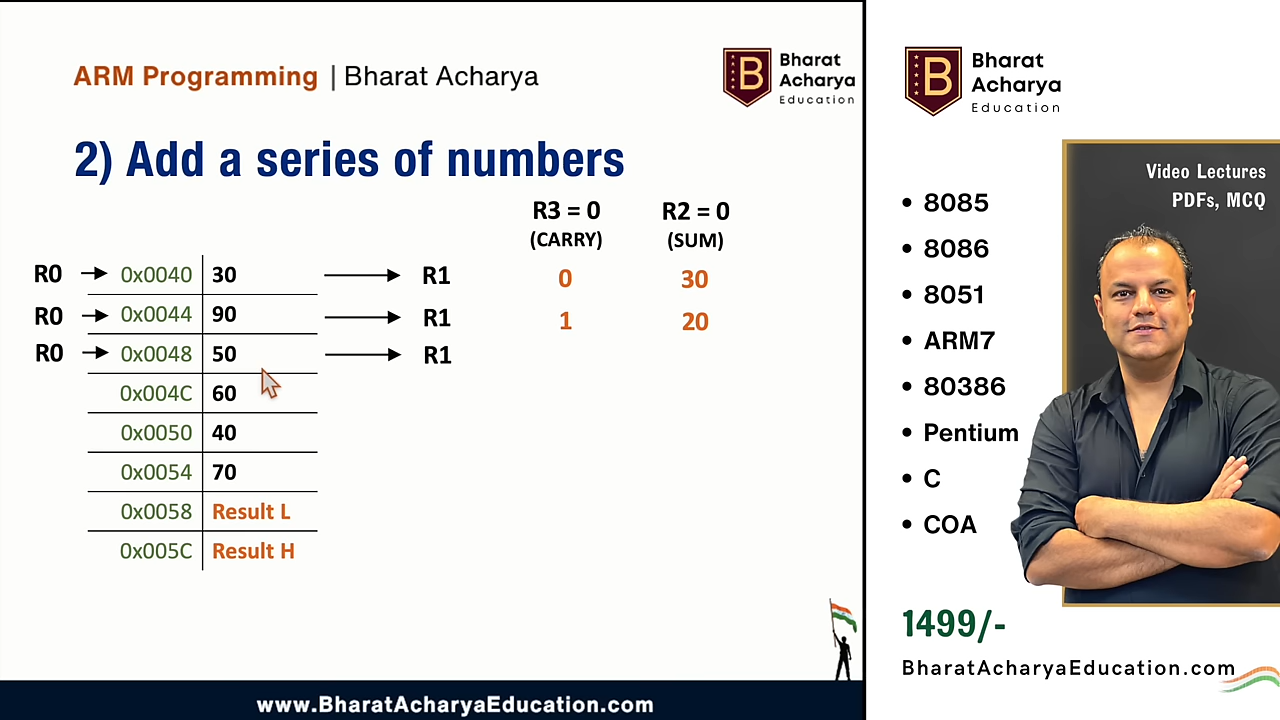 ARM Programming | Bharat Acharya
B Bharat Acharya Education
2) Add a series of numbers
R3 = 0 R2 = 0
(CARRY) (SUM)
R0 0x0040 30 R1 0 30
R0 0x0044 90 R1 1 20
R0 0x0048 50 R1
0x004C 60
0x0050 40
0x0054 70
0x0058 Result L
0x005C Result H
www.BharatAcharyaEducation.com
B Bharat Acharya Education
Video Lectures
PDFs, MCQ
• 8085
• 8086
• 8051
• ARM7
• 80386
• Pentium
• C
• COA
1499/-
BharatAcharyaEducation.com